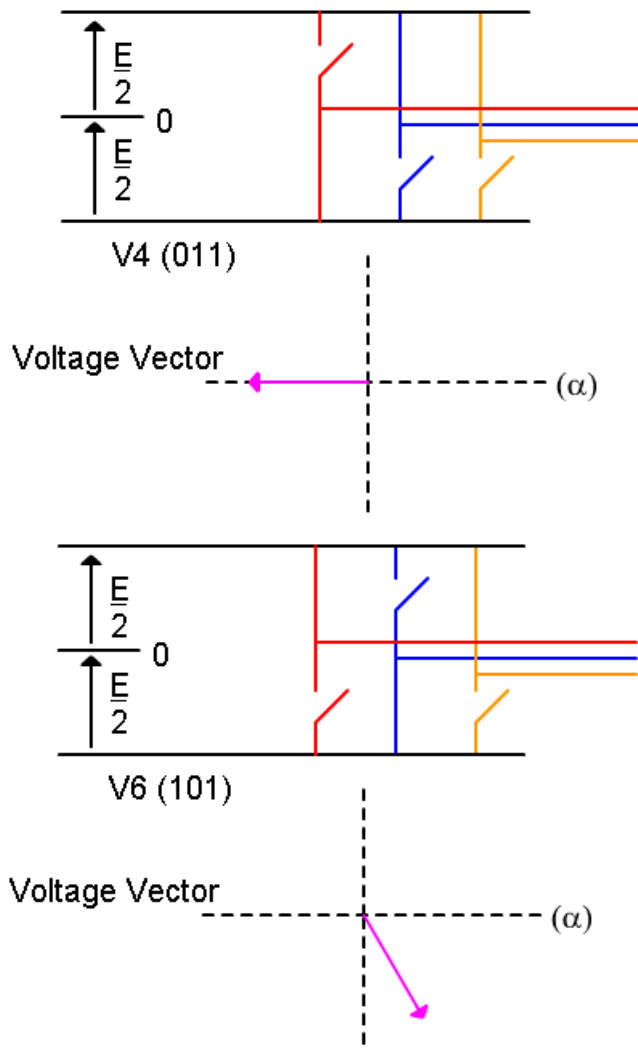 E
2
0
E
2
V4 (011)
Voltage Vector
(α)
E
2
0
E
2
V6 (101)
Voltage Vector
(α)